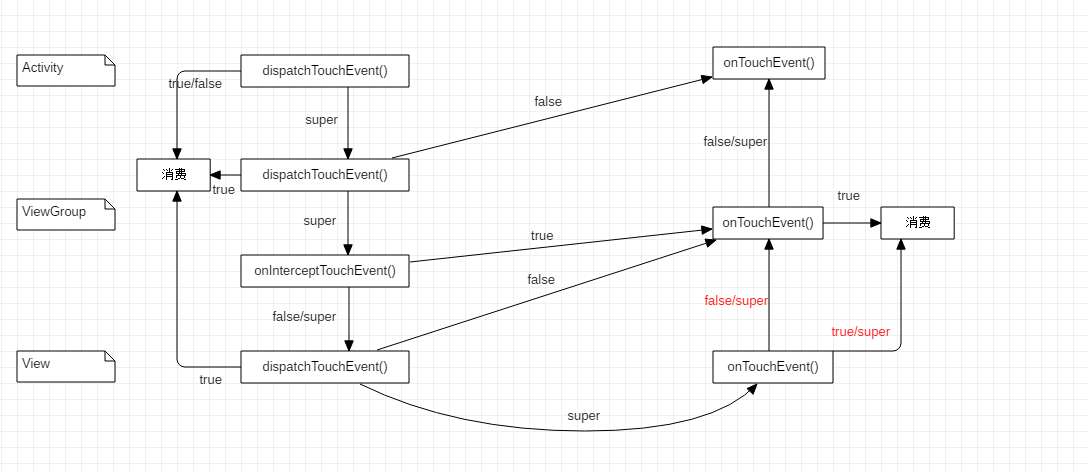 Activity
dispatchTouchEvent()
onTouchEvent()
true/false
false
super
false/super
消费
dispatchTouchEvent()
true
true
ViewGroup
super
onTouchEvent()
消费
true
onInterceptTouchEvent()
false
false/super
false/super
true/super
View
dispatchTouchEvent()
onTouchEvent()
true
super